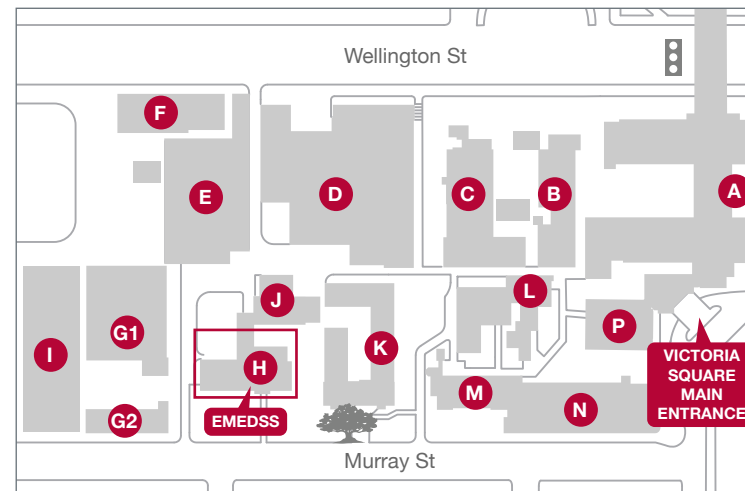 Wellington St
F
E
D
C
B
A
J
L
I
G1
K
P
H
VICTORIA
SQUARE
MAIN
ENTRANCE
M
N
G2
EMEDSS
Murray St